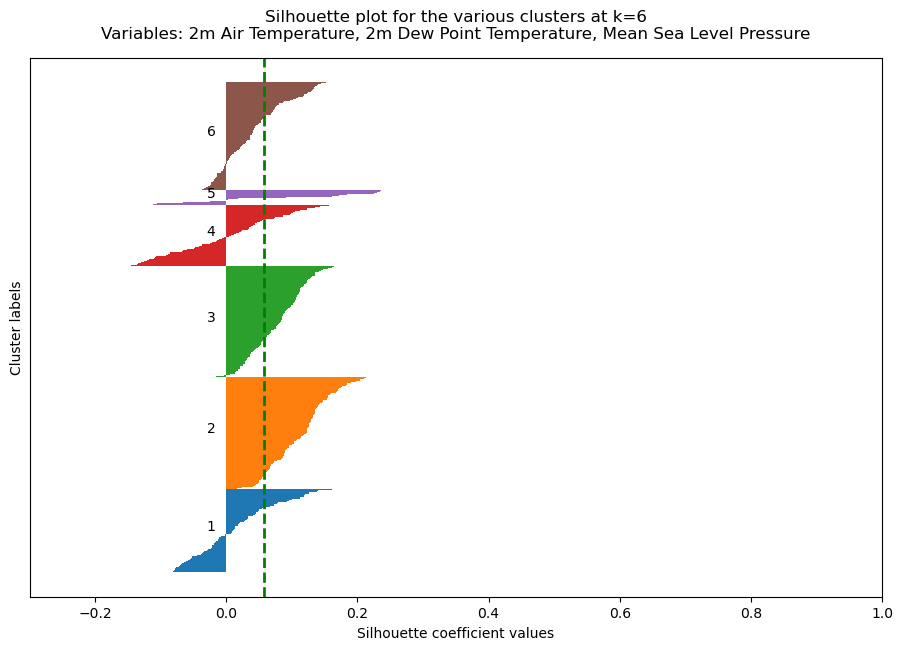 Silhouette plot for the various clusters at k=6
Variables: 2m Air Temperature, 2m Dew Point Temperature, Mean Sea Level Pressure
Cluster labels
6
5
4
3
2
1
−0.2 0.0 0.2 0.4 0.6 0.8 1.0
Silhouette coefficient values